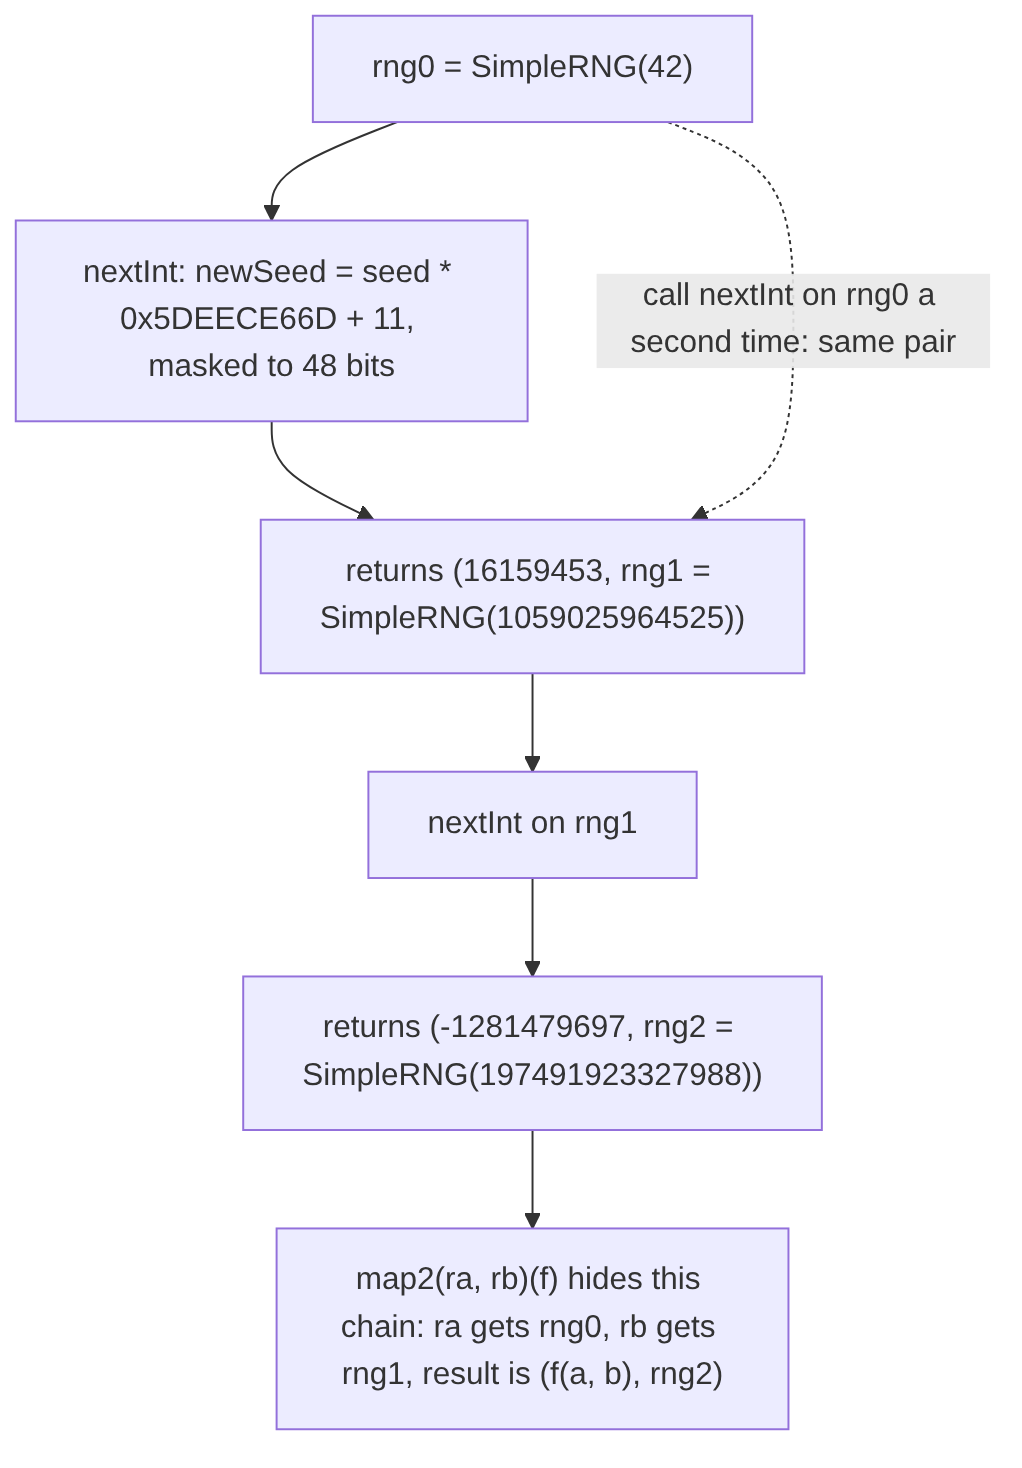 rng0 = SimpleRNG(42)
nextInt: newSeed = seed *
0x5DEECE66D + 11,
masked to 48 bits
call nextInt on rng0 a
second time: same pair
returns (16159453, rng1 =
SimpleRNG(1059025964525))
nextInt on rng1
returns (-1281479697, rng2 =
SimpleRNG(197491923327988))
map2(ra, rb)(f) hides this
chain: ra gets rng0, rb gets
rng1, result is (f(a, b), rng2)